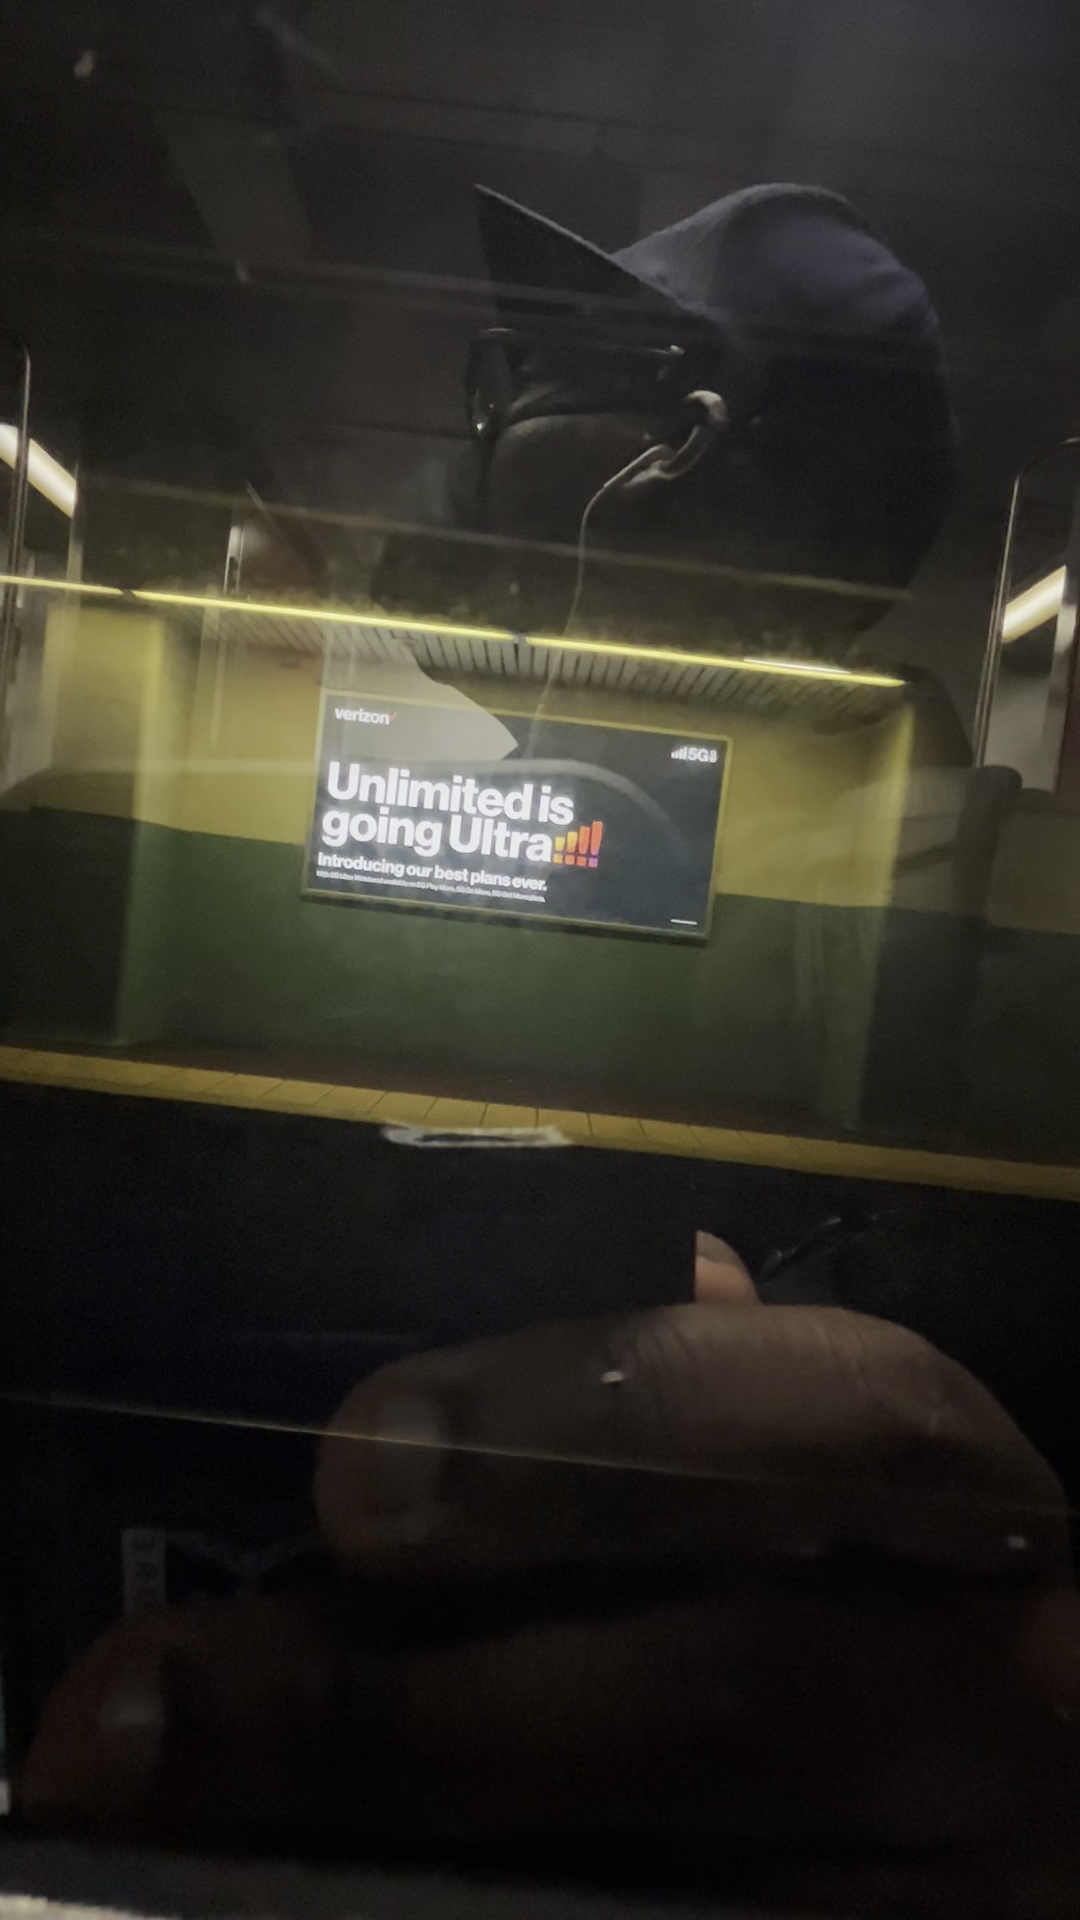 verizon
5G
Unlimited is
going Ultra
Introducing our best plans ever.